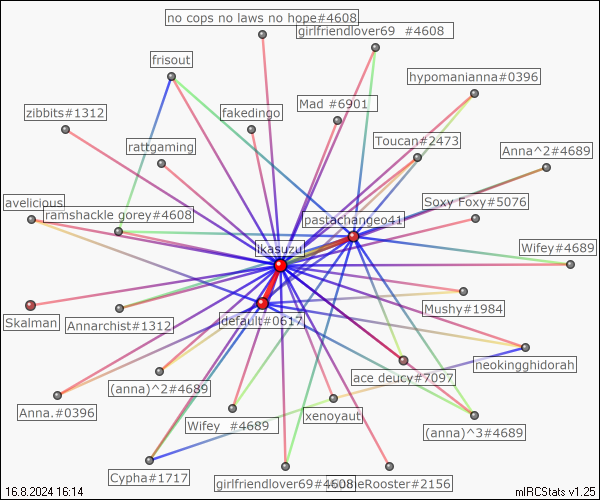 no cops no laws no hope#4608
girlfriendlover69 #4608
frisout
hypomanianna#0396
zibbits#1312
fakedingo
Mad #6901
Toucan#2473
rattgaming
Anna^2#4689
avelicious
ramshackle gorey#4608
Soxy Foxy#5076
pastachangeo41
ikasuzu
Wifey#4689
Skalman
Annarchist#1312
default#0617
Mushy#1984
neokingghidorah
ace deucy#7097
(anna)^2#4689
Anna.#0396
Wifey #4689
xenoyaut
(anna)^3#4689
Cypha#1717
girlfriendlover69#4608
Rooster#2156
16.8.2024 16:14
mIRCStats v1.25